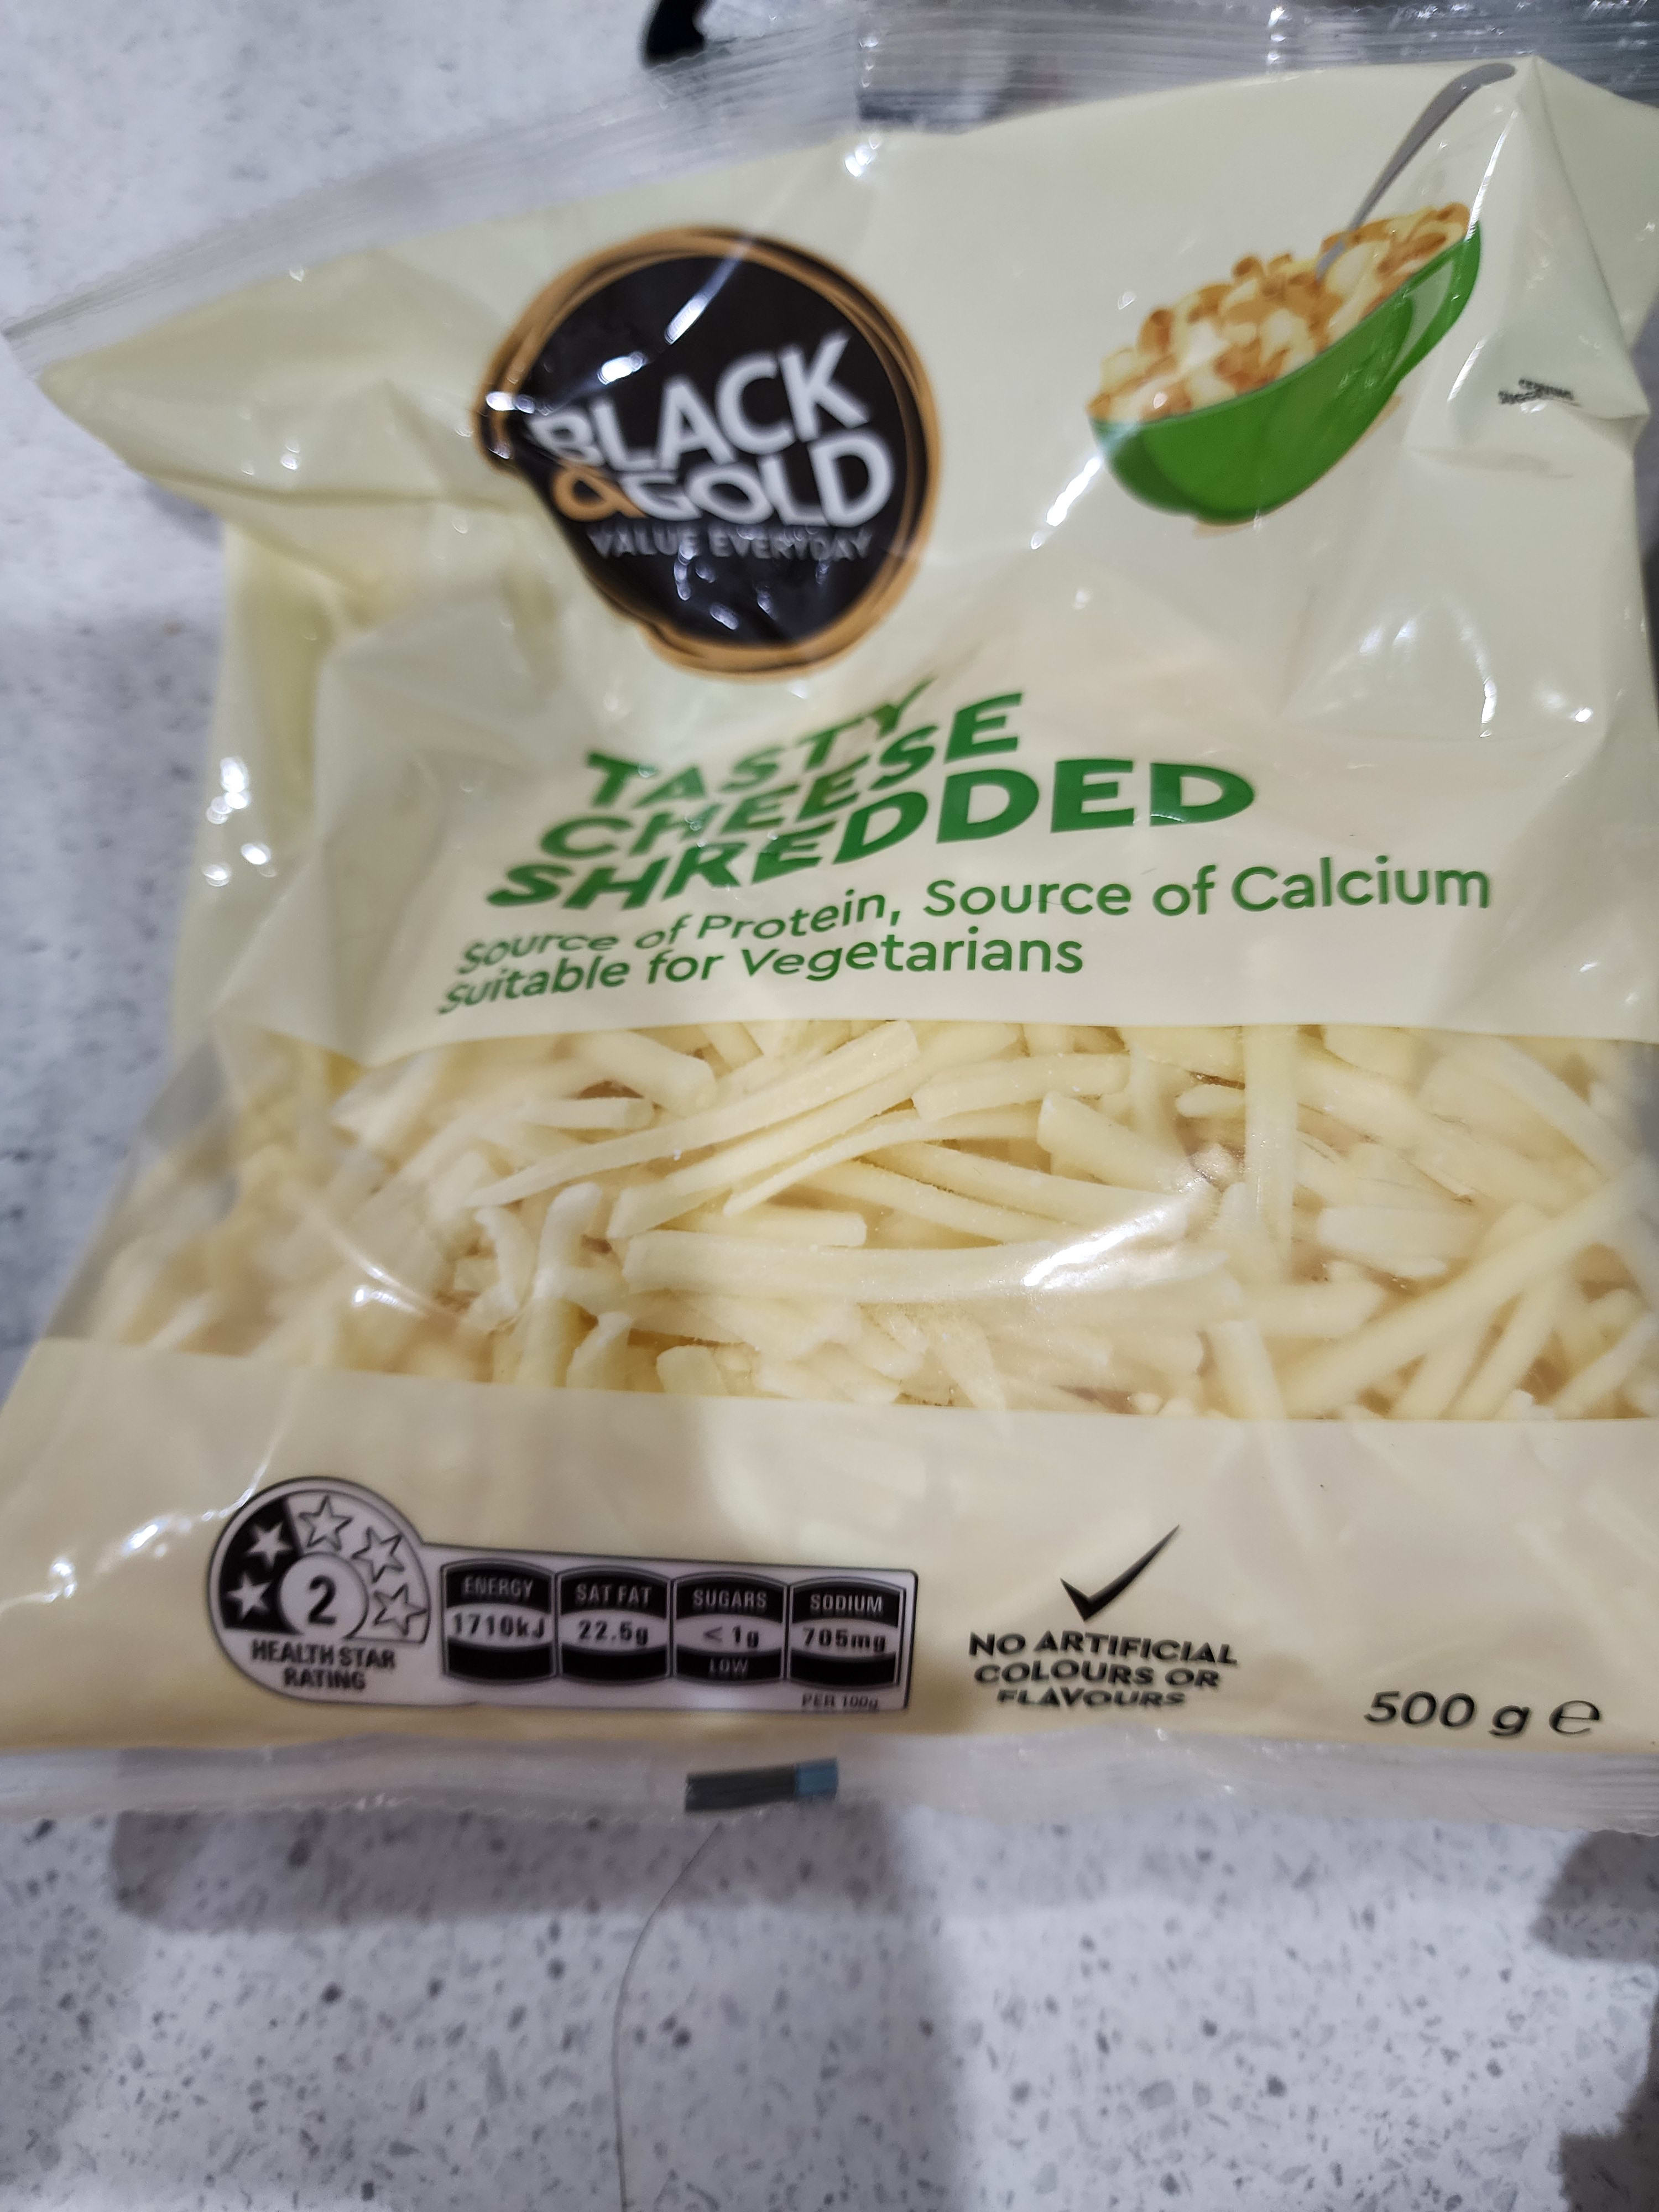 BLACK
&GOLD
VALUE EVERYDAY
TASTY
CHEESE
SHREDDED
Source of Protein, Source of Calcium
Suitable for Vegetarians
2
HEALTH STAR
RATING
ENERGY
1710kJ
SAT FAT
22.5g
SUGARS
<1g
LOW
SODIUM
705mg
PER 100g
NO ARTIFICIAL
COLOURS OR
FLAVOURS
500 g ℮